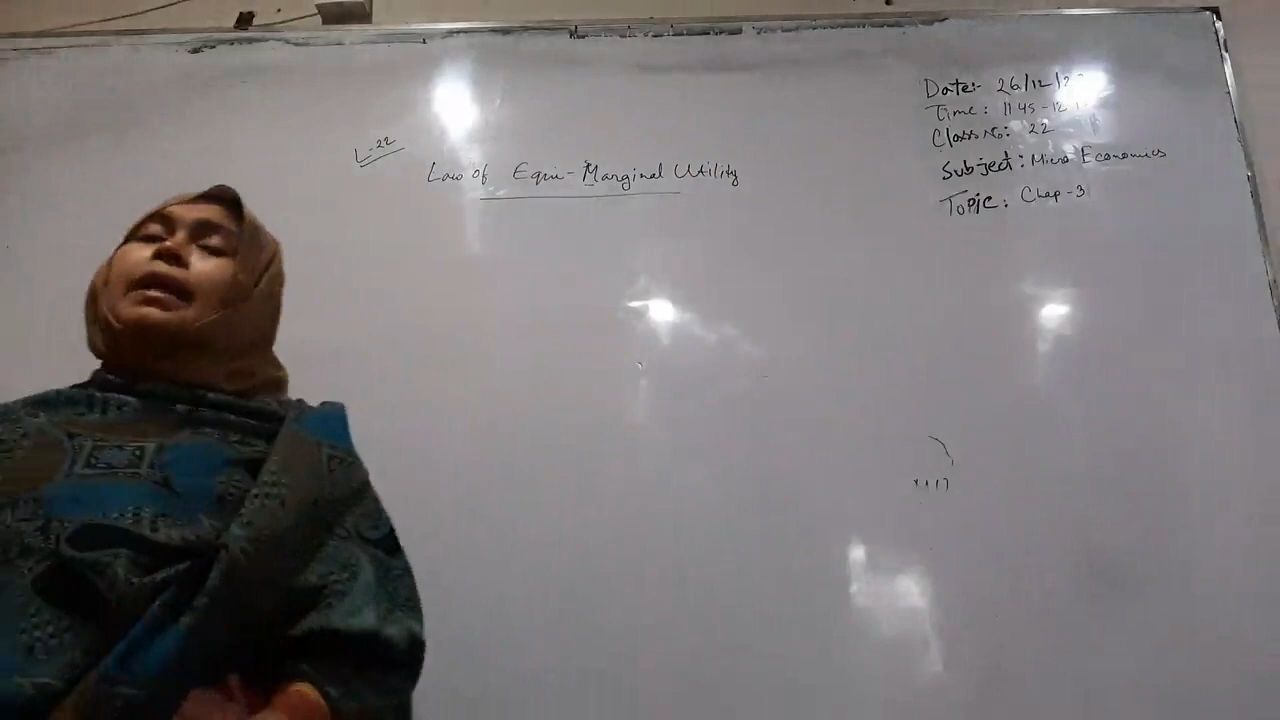 L-22
Law of Equi-Marginal Utility
Date:- 26/12/
Time: 11 45 - 12
Class No: 22
Subject: Micro Economics
Topic: Chap-3